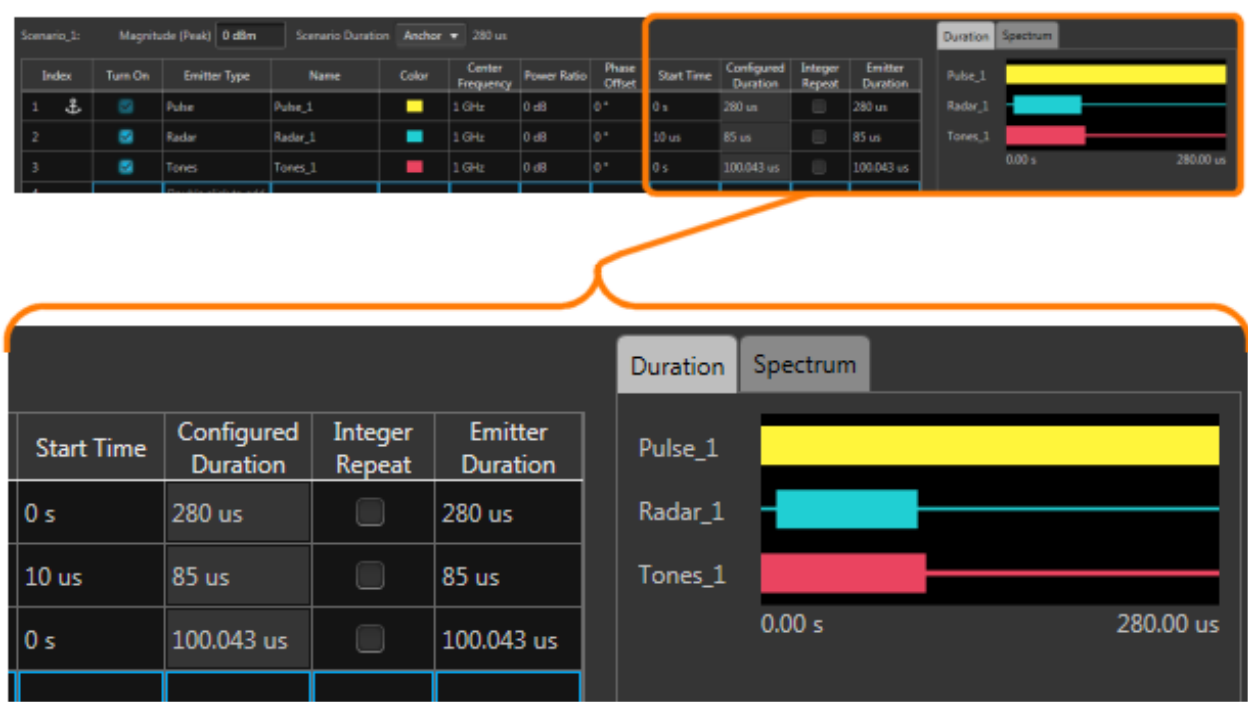 Scenario_1: Magnitude (Peak) 0 dBm Scenario Duration Anchor 280 us
Duration Spectrum
Index Turn On Emitter Type Name Color Center Frequency Power Ratio Phase Offset Start Time Configured Duration Integer Repeat Emitter Duration
1 Pulse Pulse_1 1 GHz 0 dB 0 ° 0 s 280 us 280 us
2 Radar Radar_1 1 GHz 0 dB 0 ° 10 us 85 us 85 us
3 Tones Tones_1 1 GHz 0 dB 0 ° 0 s 100.043 us 100.043 us
Pulse_1
Radar_1
Tones_1
0.00 s 280.00 us
Duration Spectrum
Start Time Configured Duration Integer Repeat Emitter Duration
0 s 280 us 280 us
10 us 85 us 85 us
0 s 100.043 us 100.043 us
Pulse_1
Radar_1
Tones_1
0.00 s 280.00 us